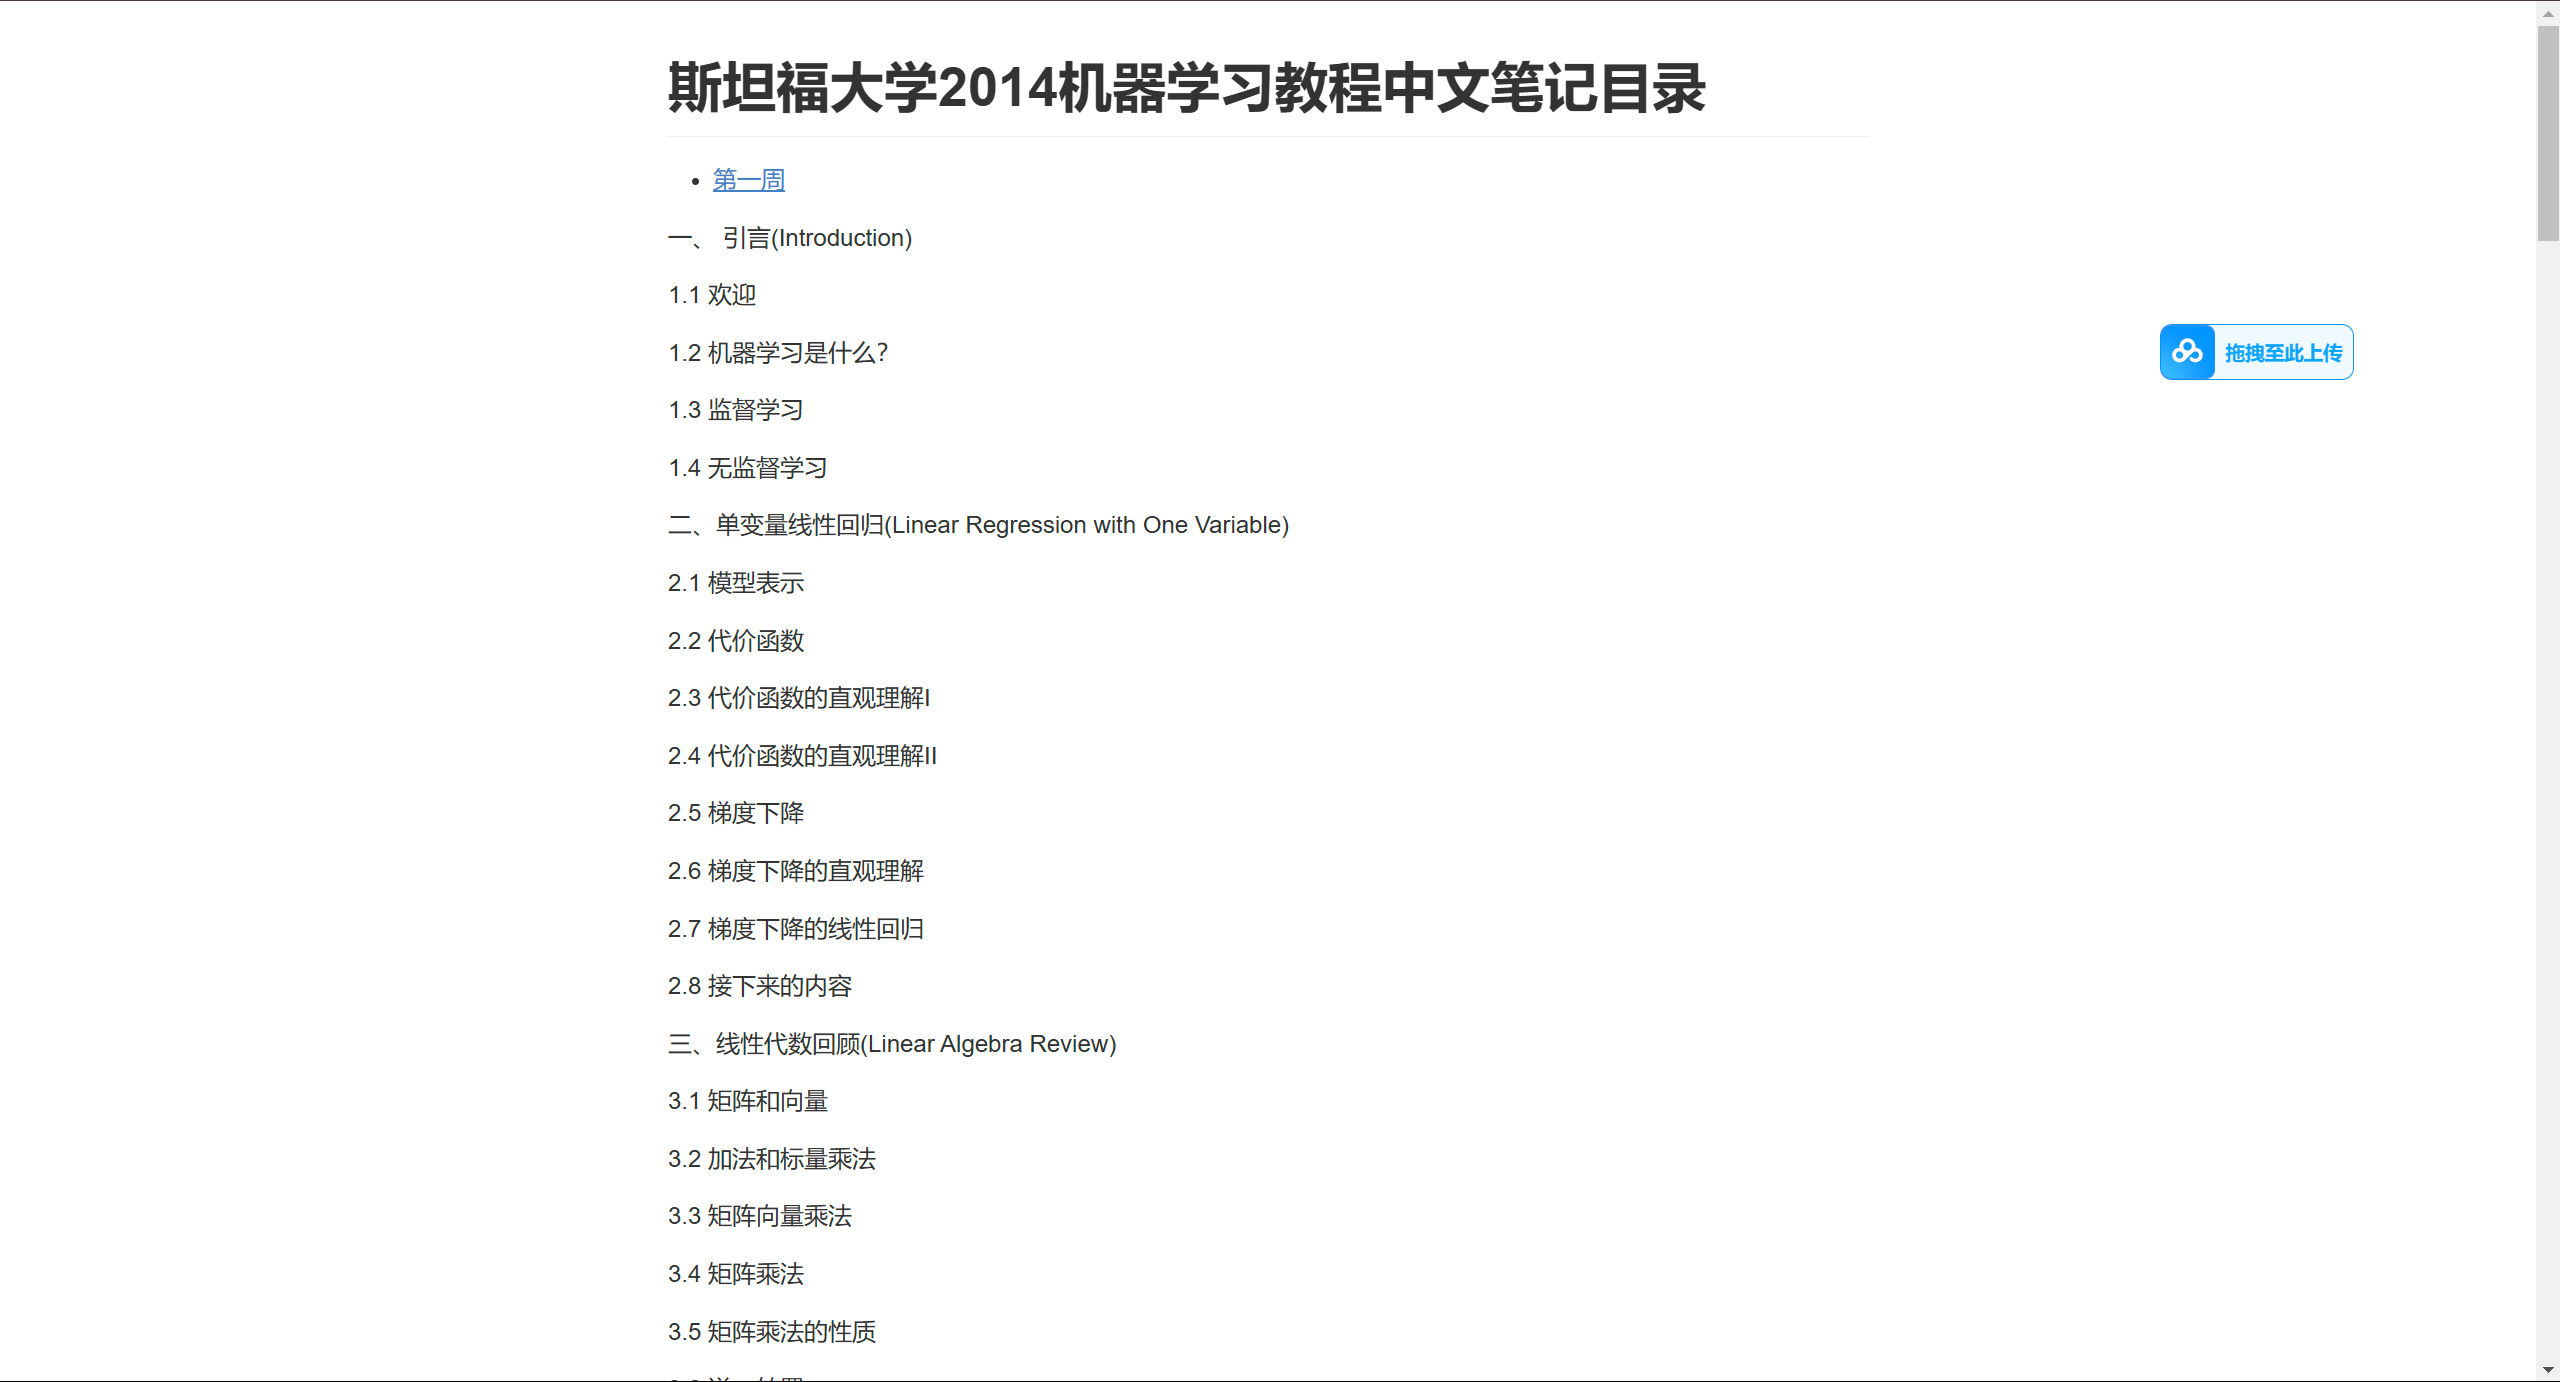 斯坦福大学2014机器学习教程中文笔记目录
第一周
一、 引言(Introduction)
1.1 欢迎
1.2 机器学习是什么？
1.3 监督学习
拖拽至此上传
1.4 无监督学习
二、单变量线性回归(Linear Regression with One Variable)
2.1 模型表示
2.2 代价函数
2.3 代价函数的直观理解I
2.4 代价函数的直观理解II
2.5 梯度下降
2.6 梯度下降的直观理解
2.7 梯度下降的线性回归
2.8 接下来的内容
三、线性代数回顾(Linear Algebra Review)
3.1 矩阵和向量
3.2 加法和标量乘法
3.3 矩阵向量乘法
3.4 矩阵乘法
3.5 矩阵乘法的性质